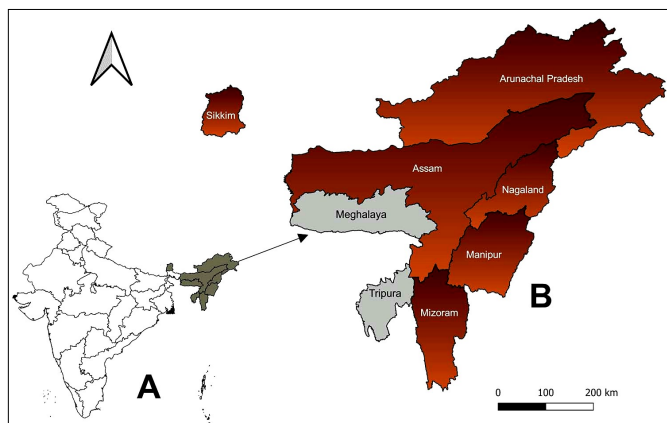 Arunachal Pradesh
Sikkim
Assam
Nagaland
Meghalaya
Manipur
B
Tripura
Mizoram
A
0 100 200 km